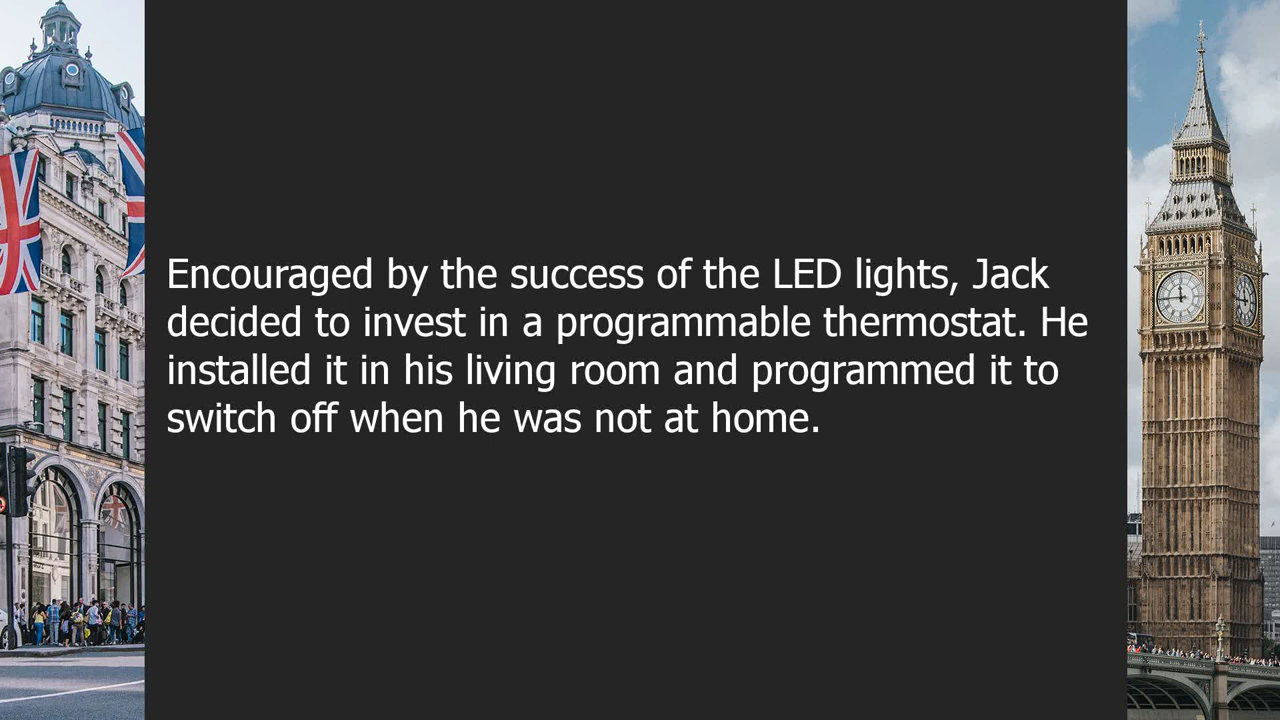 Encouraged by the success of the LED lights, Jack
decided to invest in a programmable thermostat. He
installed it in his living room and programmed it to
switch off when he was not at home.